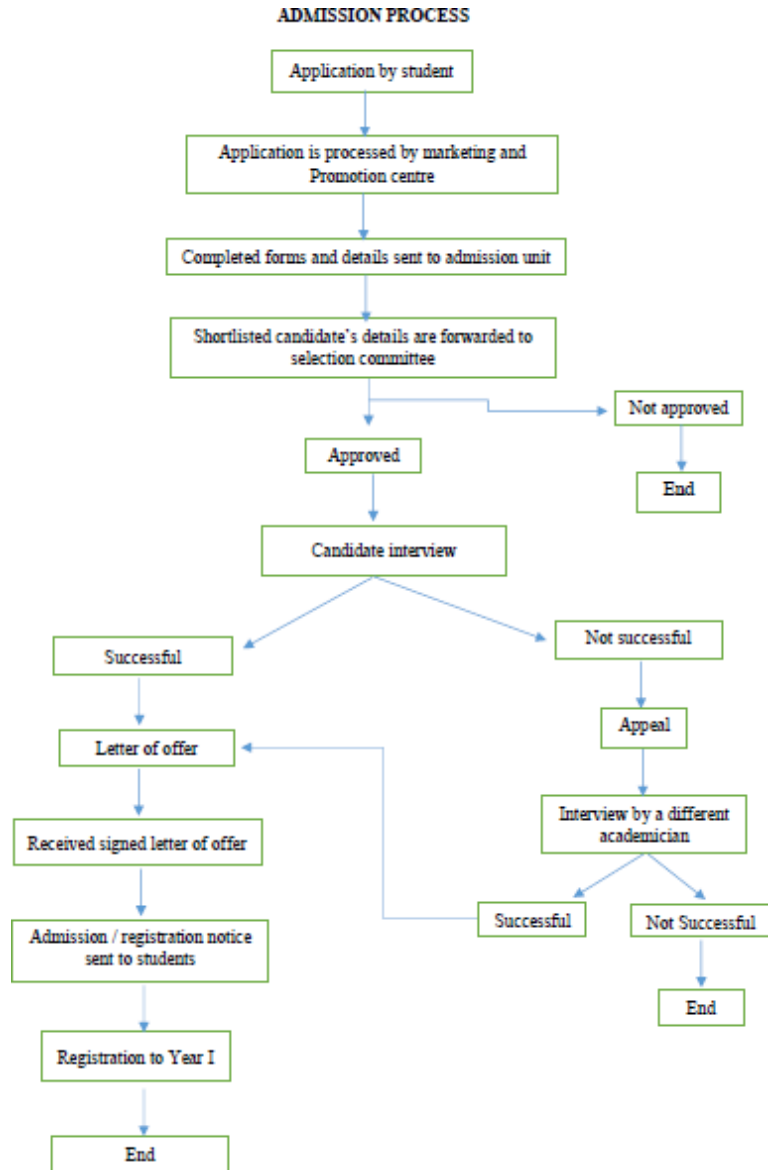 ADMISSION PROCESS
Application by student
Application is processed by marketing and
Promotion centre
Completed forms and details sent to admission unit
Shortlisted candidate's details are forwarded to
selection committee
Not approved
Approved
End
Candidate interview
Successful
Not successful
Appeal
Letter of offer
Interview by a different
academician
Received signed letter of offer
Successful
Not Successful
Admission / registration notice
sent to students
End
Registration to Year I
End